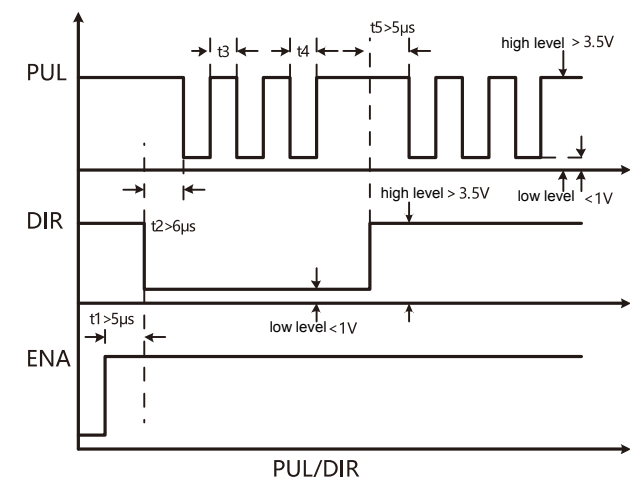 t5>5µs
t3
t4
high level > 3.5V
PUL
low level <1V
high level > 3.5V
DIR
t2>6µs
t1>5µs
low level<1V
ENA
PUL/DIR